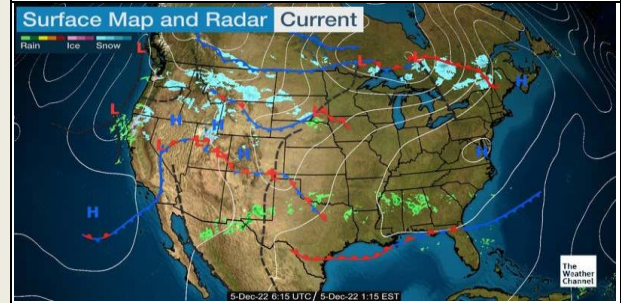 Surface Map and Radar Current
Rain Ice Snow
L
L
L
H
L
H
H
L
H
H
L
H
The
Weather
Channel
5-Dec-22 6:15 UTC / 5-Dec-22 1:15 EST